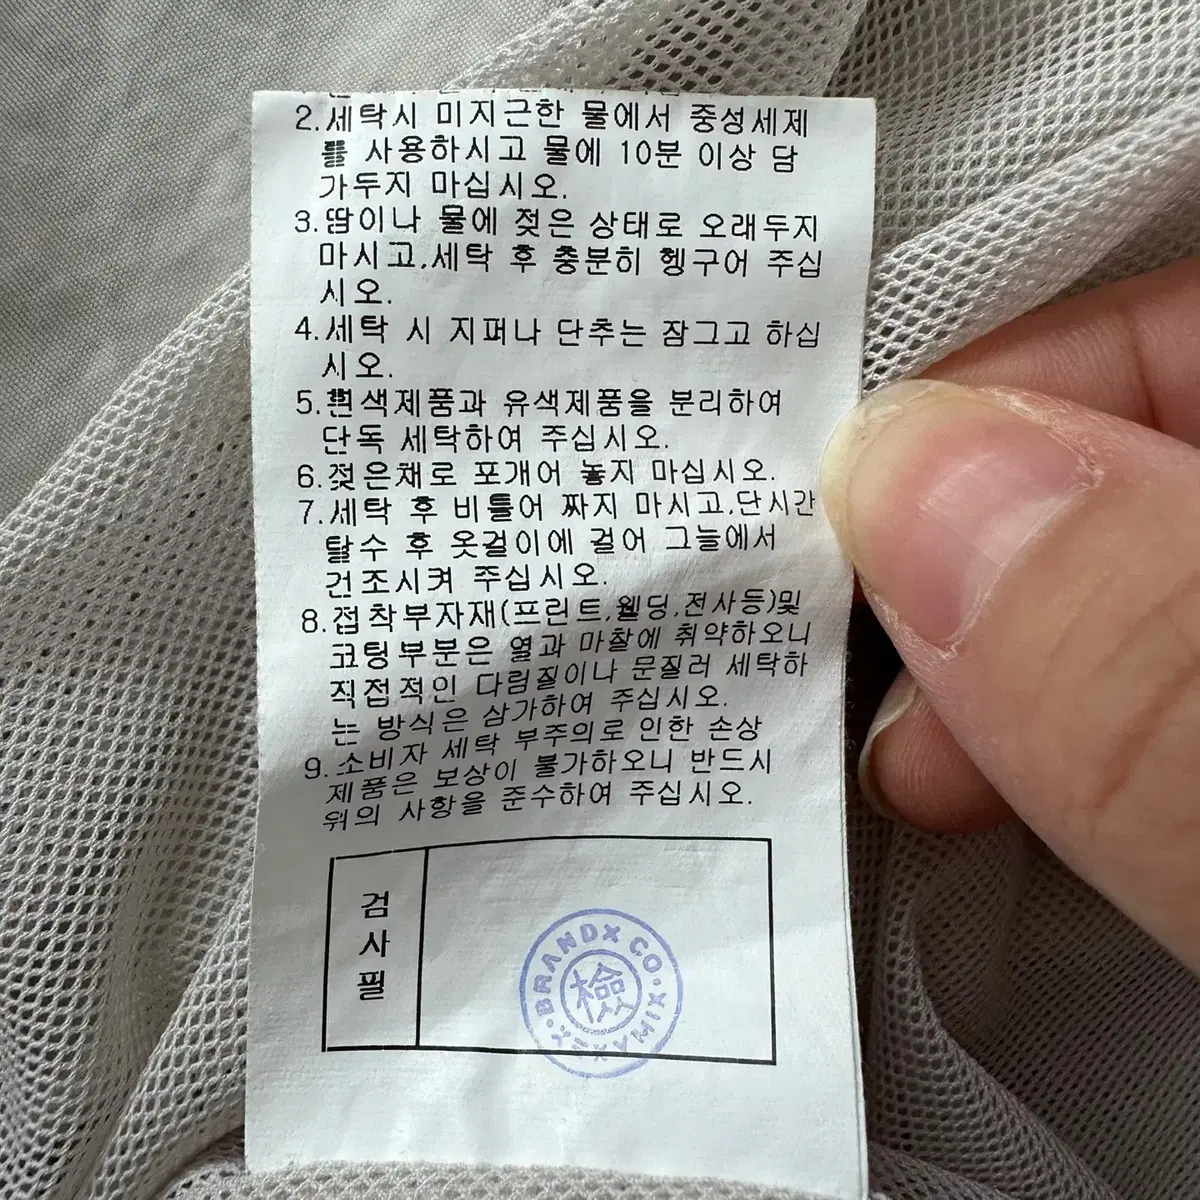 2.세탁시 미지근한 물에서 중성세제
를 사용하시고 물에 10분 이상 담
가두지 마십시오.
3.땀이나 물에 젖은 상태로 오래두지
마시고,세탁 후 충분히 헹구어 주십
시오.
4.세탁 시 지퍼나 단추는 잠그고 하십
시오.
5.흰색제품과 유색제품을 분리하여
단독 세탁하여 주십시오.
6.젖은채로 포개어 놓지 마십시오.
7.세탁 후 비틀어 짜지 마시고,단시간
탈수 후 옷걸이에 걸어 그늘에서
건조시켜 주십시오.
8.접착부자재(프린트,웰딩,전사등)및
코팅부분은 열과 마찰에 취약하오니
직접적인 다림질이나 문질러 세탁하
는 방식은 삼가하여 주십시오.
9.소비자 세탁 부주의로 인한 손상
제품은 보상이 불가하오니 반드시
위의 사항을 준수하여 주십시오.
검
사
필
BRANDX CO.
檢